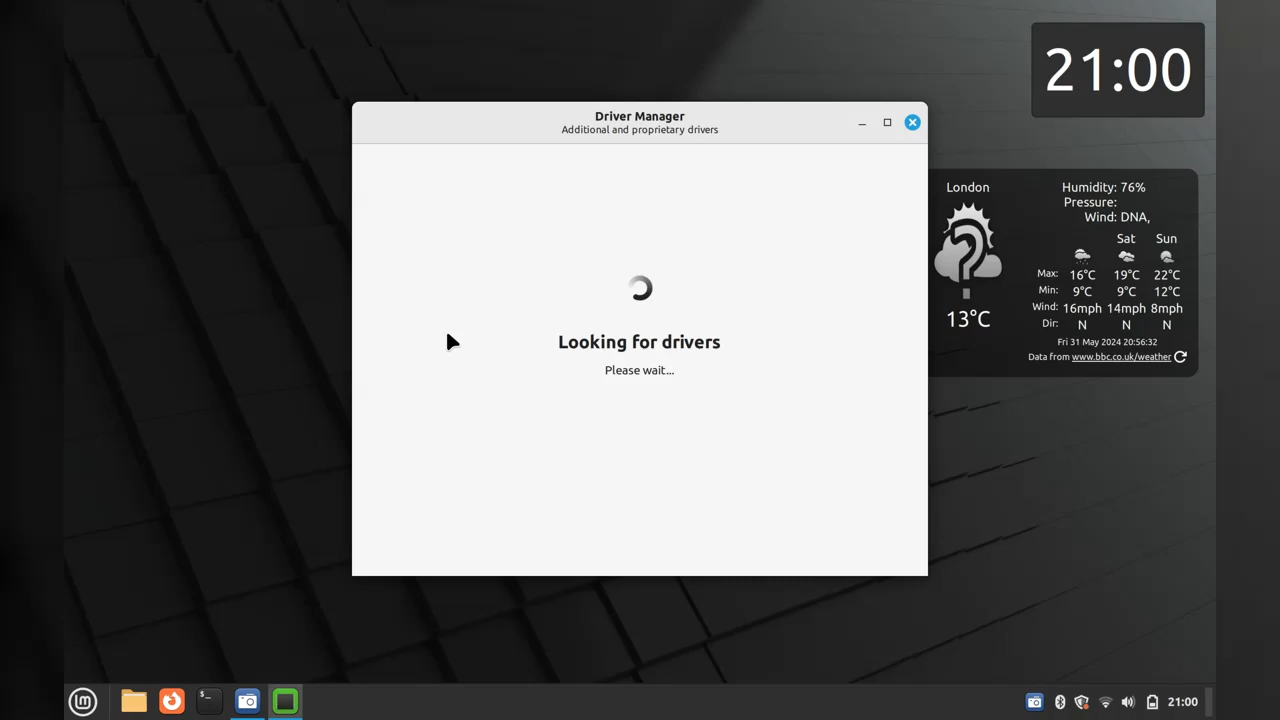 21:00
Driver Manager
Additional and proprietary drivers
Looking for drivers
Please wait...
London
13°C
Humidity: 76%
Pressure:
Wind: DNA,
Sat Sun
Max: 16°C 19°C 22°C
Min: 9°C 9°C 12°C
Wind: 16mph 14mph 8mph
Dir: N N N
Fri 31 May 2024 20:56:32
Data from www.bbc.co.uk/weather
21:00